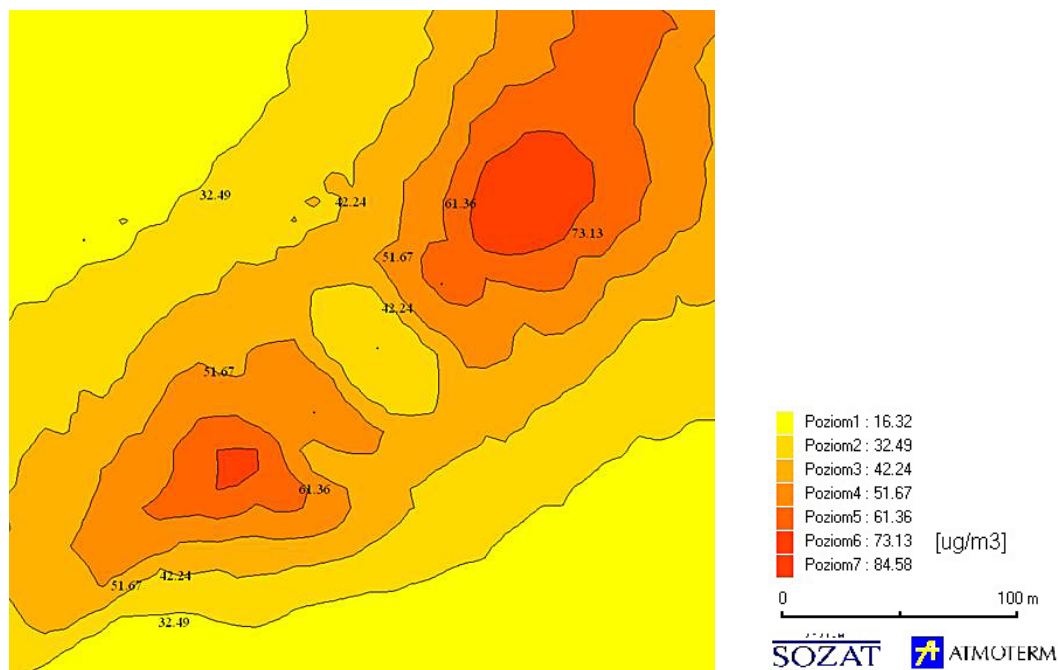 32.49
42.24
61.36
73.13
51.67
42.24
51.67
61.36
51.67
42.24
32.49
Poziom1 : 16.32
Poziom2 : 32.49
Poziom3 : 42.24
Poziom4 : 51.67
Poziom5 : 61.36
Poziom6 : 73.13
Poziom7 : 84.58
[ug/m3]
0 100 m
SOZAT
ATMOTERM